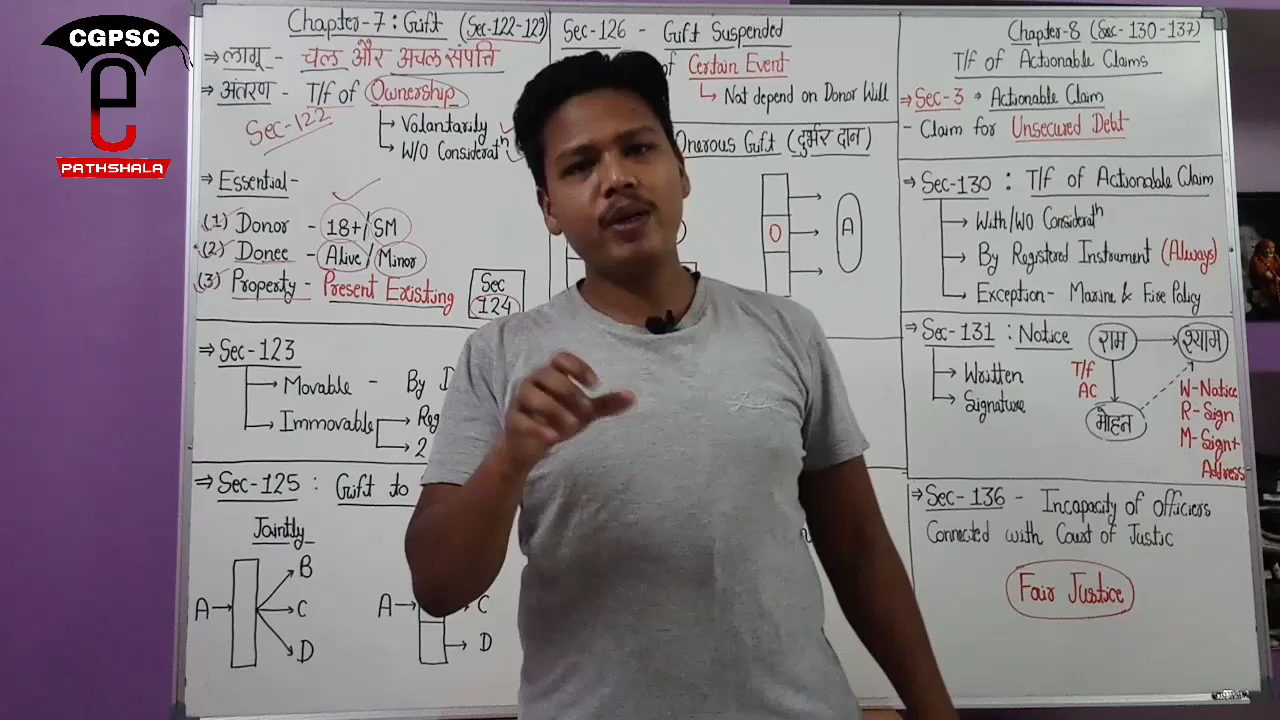 CGPSC
e
PATHSHALA
Chapter-7 : Gift (Sec-122-129)
⇒ लागू - चल और अचल संपत्ति
⇒ अंतरण - T/f of Ownership
Sec-122
→ Volantarily
→ W/O Consideratⁿ
⇒ Essential-
(1) Donor - 18+/SM
(2) Donee - Alive/Minor
(3) Property - Present Existing
Sec
124
⇒ Sec-123
→ Movable - By
→ Immovable
→ Reg
→ 2
⇒ Sec-125 : Gift to
Jointly
A → B
→ C
→ D
A → C
→ D
Sec-126 - Gift Suspended
of Certain Event
↳ Not depend on Donor Will
Onerous Gift (दुर्भर दान)
O
A
Chapter-8 (Sec-130-137)
T/f of Actionable Claims
⇒ Sec-3 → Actionable Claim
- Claim for Unsecured Debt
⇒ Sec-130 : T/f of Actionable Claim
→ With/WO Consideratⁿ
→ By Registered Instrument (Always)
→ Exception- Marine & Fire Policy
⇒ Sec-131 : Notice
→ Written
→ Signature
राम → श्याम
T/f
AC
मोहन
W-Notice
R-Sign
M-Sign+
Address
⇒ Sec-136 - Incapacity of officiers
Connected with Court of Justic
Fair Justice